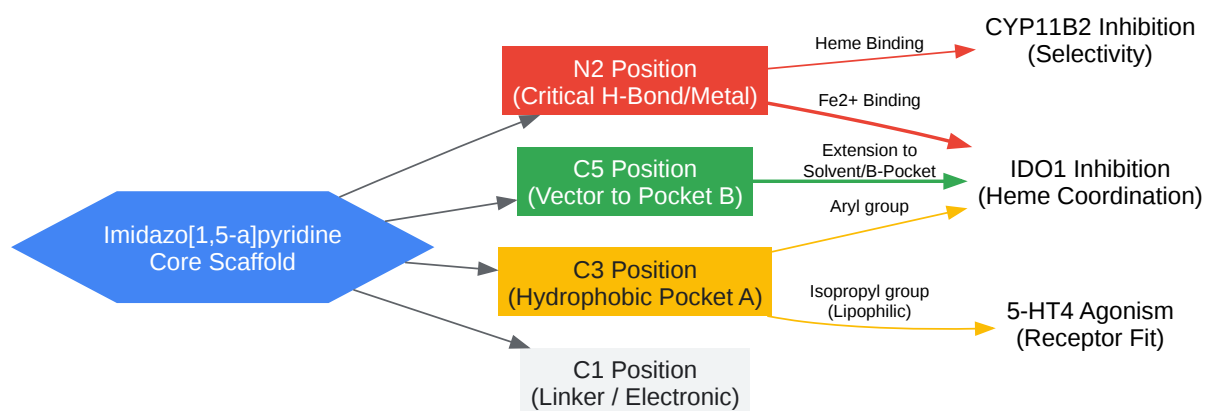 Imidazo[1,5-a]pyridine
Core Scaffold
N2 Position
(Critical H-Bond/Metal)
C5 Position
(Vector to Pocket B)
C3 Position
(Hydrophobic Pocket A)
C1 Position
(Linker / Electronic)
Heme Binding
Fe2+ Binding
Extension to
Solvent/B-Pocket
Aryl group
Isopropyl group
(Lipophilic)
CYP11B2 Inhibition
(Selectivity)
IDO1 Inhibition
(Heme Coordination)
5-HT4 Agonism
(Receptor Fit)